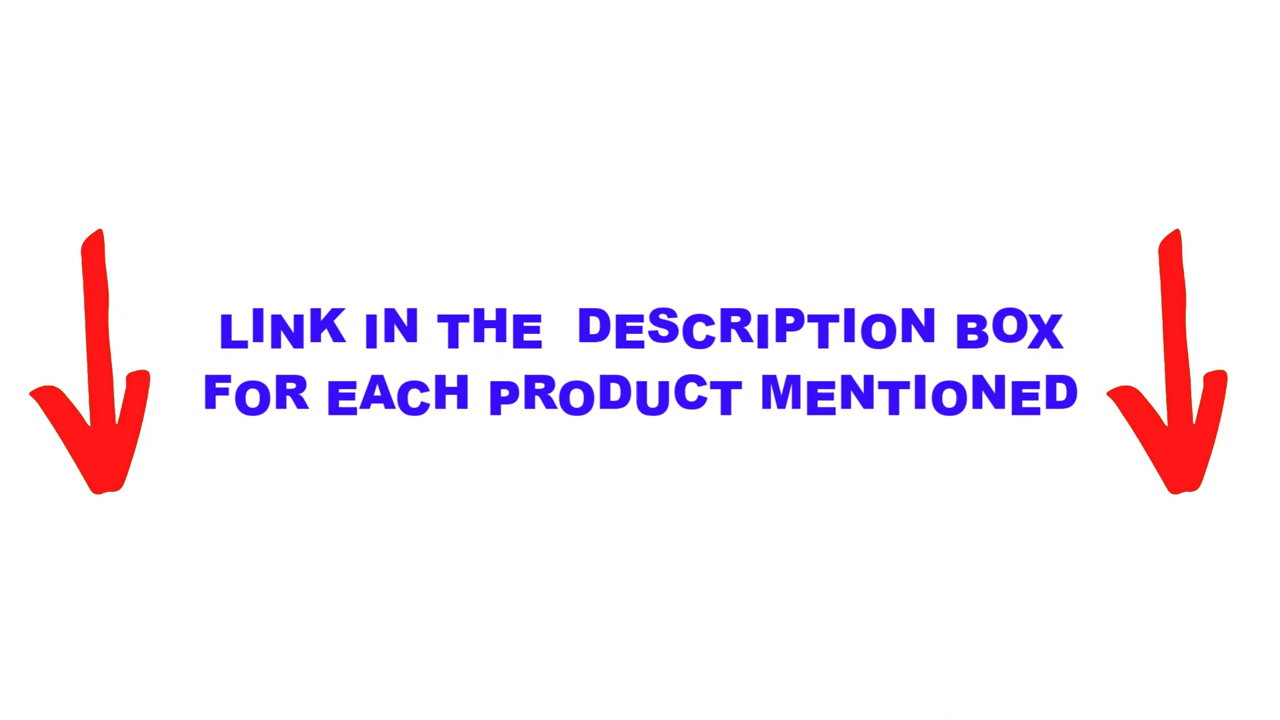 LINK IN THE DESCRIPTION BOX
FOR EACH PRODUCT MENTIONED